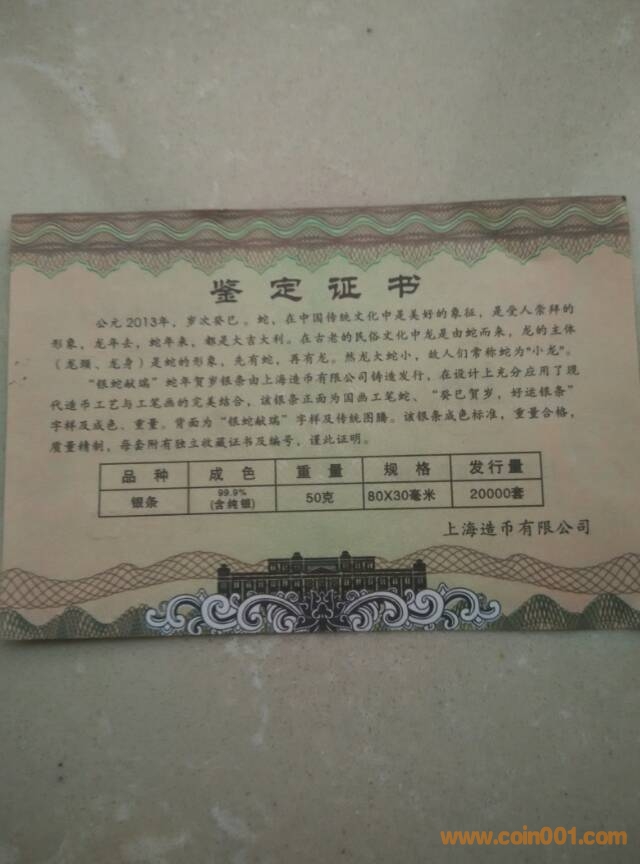 鉴定证书
公元2013年，岁次癸巳。蛇，在中国传统文化中是美好的象征，是受人崇拜的
形象，龙年去，蛇年来，都是大吉大利。在古老的民俗文化中龙是由蛇而来，龙的主体
（龙颈、龙身）是蛇的形象，先有蛇，再有龙。然龙大蛇小，故人们常称蛇为"小龙"。
"银蛇献瑞"蛇年贺岁银条由上海造币有限公司铸造发行，在设计上充分应用了现
代造币工艺与工笔画的完美结合，该银条正面为国画工笔蛇、"癸巳贺岁，好运银条"
字样及成色、重量。背面为"银蛇献瑞"字样及传统图腾。该银条成色标准，重量合格，
质量精制，每套附有独立收藏证书及编号，谨此证明。
品种 成色 重量 规格 发行量
银条 99.9%(含纯银) 50克 80X30毫米 20000套
上海造币有限公司
www.coin001.com